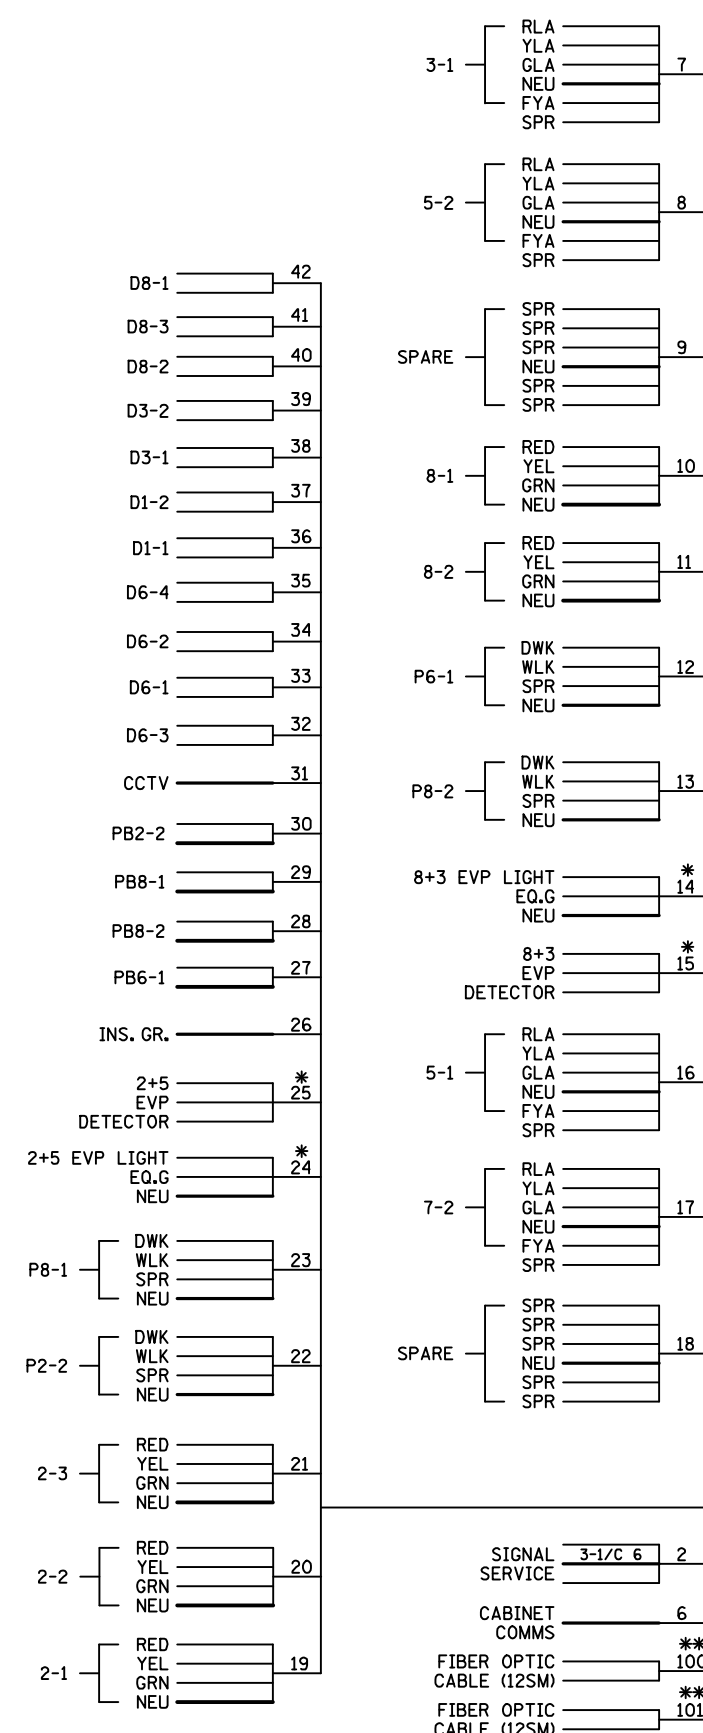 D8-1 42
D8-3 41
D8-2 40
D3-2 39
D3-1 38
D1-2 37
D1-1 36
D6-4 35
D6-2 34
D6-1 33
D6-3 32
CCTV 31
PB2-2 30
PB8-1 29
PB8-2 28
PB6-1 27
INS. GR. 26
2+5 *
EVP 25
DETECTOR
2+5 EVP LIGHT *
EQ.G 24
NEU
DWK
WLK
P8-1 23
SPR
NEU
DWK
WLK
P2-2 22
SPR
NEU
RED
YEL
2-3 21
GRN
NEU
RED
YEL
2-2 20
GRN
NEU
RED
YEL
2-1 19
GRN
NEU
RLA
YLA
3-1 GLA 7
NEU
FYA
SPR
RLA
YLA
5-2 GLA 8
NEU
FYA
SPR
SPR
SPR
SPR
SPARE 9
NEU
SPR
SPR
RED
YEL
8-1 10
GRN
NEU
RED
YEL
8-2 11
GRN
NEU
DWK
WLK
P6-1 12
SPR
NEU
DWK
WLK
P8-2 13
SPR
NEU
8+3 EVP LIGHT *
EQ.G 14
NEU
8+3 *
EVP 15
DETECTOR
RLA
YLA
5-1 GLA 16
NEU
FYA
SPR
RLA
YLA
7-2 GLA 17
NEU
FYA
SPR
SPR
SPR
SPR
SPARE 18
NEU
SPR
SPR
SIGNAL 3-1/C 6 2
SERVICE
CABINET 6
COMMS
FIBER OPTIC **
CABLE (12SM) 100
FIBER OPTIC **
CABLE (12SM) 101